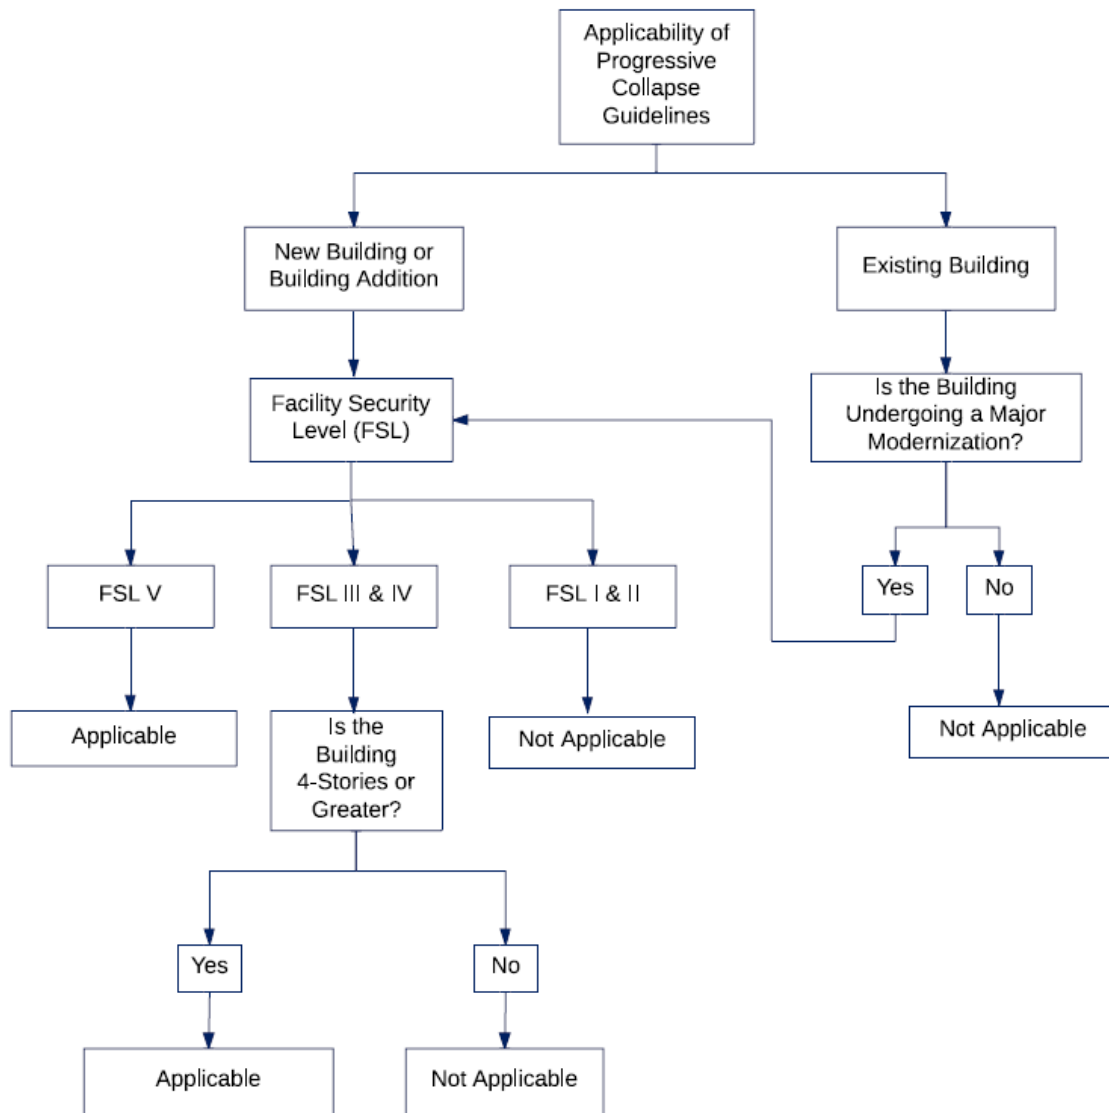 Applicability of
Progressive
Collapse
Guidelines
New Building or
Building Addition
Existing Building
Facility Security
Level (FSL)
Is the Building
Undergoing a Major
Modernization?
FSL V
FSL III & IV
FSL I & II
Yes
No
Applicable
Is the
Building
4-Stories or
Greater?
Not Applicable
Not Applicable
Yes
No
Applicable
Not Applicable